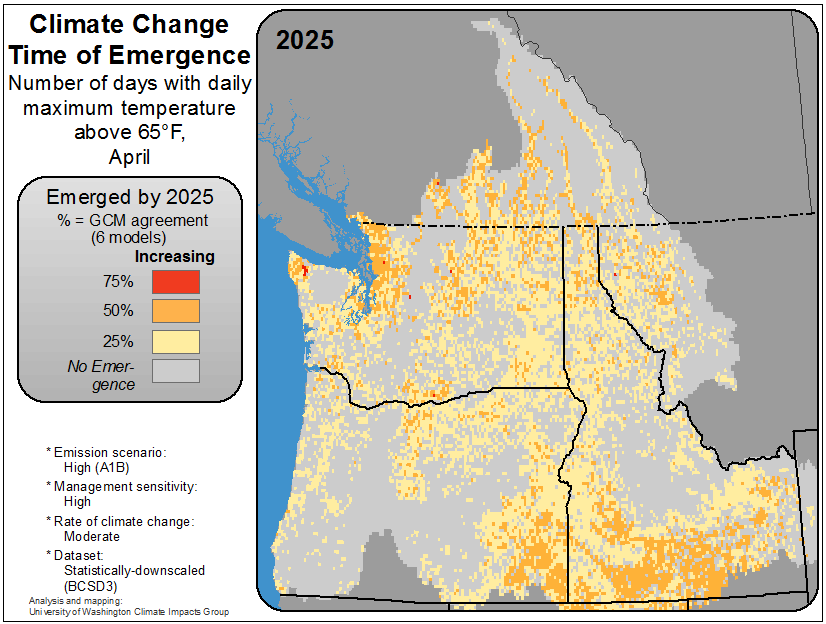 Climate Change
Time of Emergence
Number of days with daily
maximum temperature
above 65°F,
April
Emerged by 2025
% = GCM agreement
(6 models)
Increasing
75%
50%
25%
No Emer-
gence
* Emission scenario:
High (A1B)
* Management sensitivity:
High
* Rate of climate change:
Moderate
* Dataset:
Statistically-downscaled
(BCSD3)
Analysis and mapping:
University of Washington Climate Impacts Group
2025